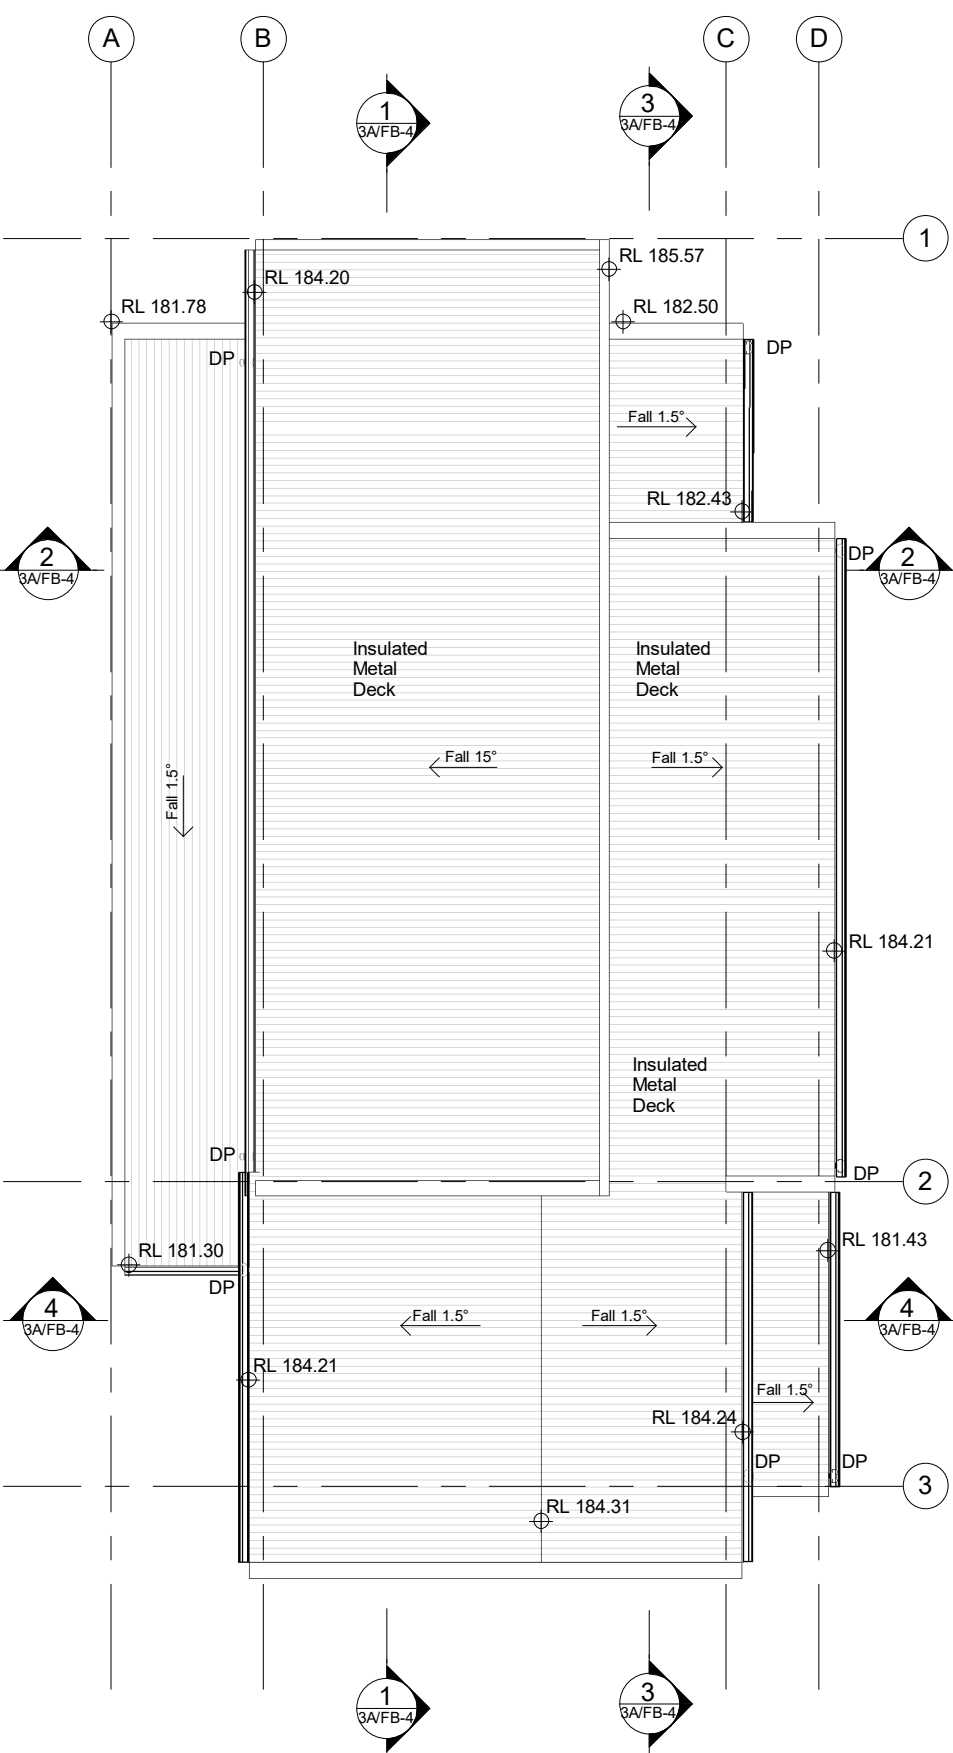 A
B
C
D
1
3A/FB-4
3
3A/FB-4
1
RL 185.57
RL 184.20
RL 181.78
RL 182.50
DP
DP
Fall 1.5°
RL 182.43
2
3A/FB-4
DP
2
3A/FB-4
Insulated
Metal
Deck
Insulated
Metal
Deck
Fall 15°
Fall 1.5°
Fall 1.5°
RL 184.21
Insulated
Metal
Deck
DP
DP
2
RL 181.30
RL 181.43
DP
4
3A/FB-4
Fall 1.5°
Fall 1.5°
4
3A/FB-4
RL 184.21
Fall 1.5°
RL 184.24
DP
DP
3
RL 184.31
1
3A/FB-4
3
3A/FB-4